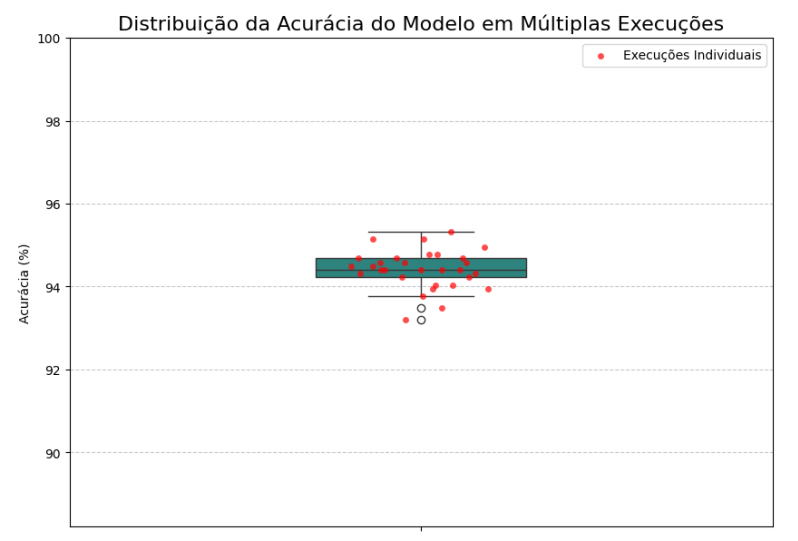 Distribuição da Acurácia do Modelo em Múltiplas Execuções
Execuções Individuais
Acurácia (%)
100
98
96
94
92
90